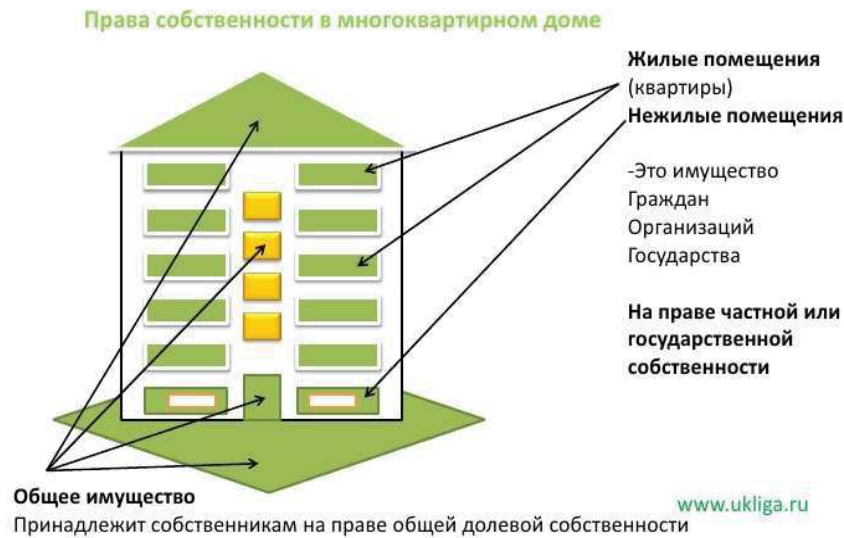 Права собственности в многоквартирном доме
Жилые помещения
(квартиры)
Нежилые помещения
-Это имущество
Граждан
Организаций
Государства
На праве частной или
государственной
собственности
Общее имущество
Принадлежит собственникам на праве общей долевой собственности
www.ukliga.ru